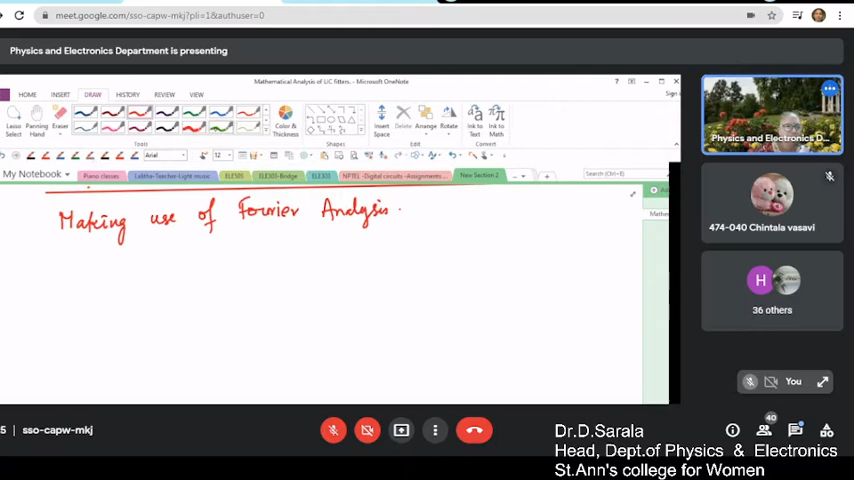 meet.google.com/sso-capw-mkj?pli=1&authuser=0
Physics and Electronics Department is presenting
Mathematical Analysis of L|C filters. - Microsoft OneNote
HOME INSERT DRAW HISTORY REVIEW VIEW
Sign
Lasso Select
Panning Hand
Eraser
Color & Thickness
Insert Space
Delete
Arrange
Rotate
Ink to Text
Ink to Math
Tools
Shapes
Edit
Convert
Arial
12
My Notebook
Piano classes
Lalitha-Teacher-Light music
ELE505
ELE305-Bridge
ELE303
NPTEL -Digital circuits -Assignments
New Section 2
Search (Ctrl+E)
Mathe
Making use of Fourier Analysis.
Physics and Electronics D...
474-040 Chintala vasavi
H
36 others
You
5 | sso-capw-mkj
40
Dr.D.Sarala
Head, Dept.of Physics & Electronics
St.Ann's college for Women